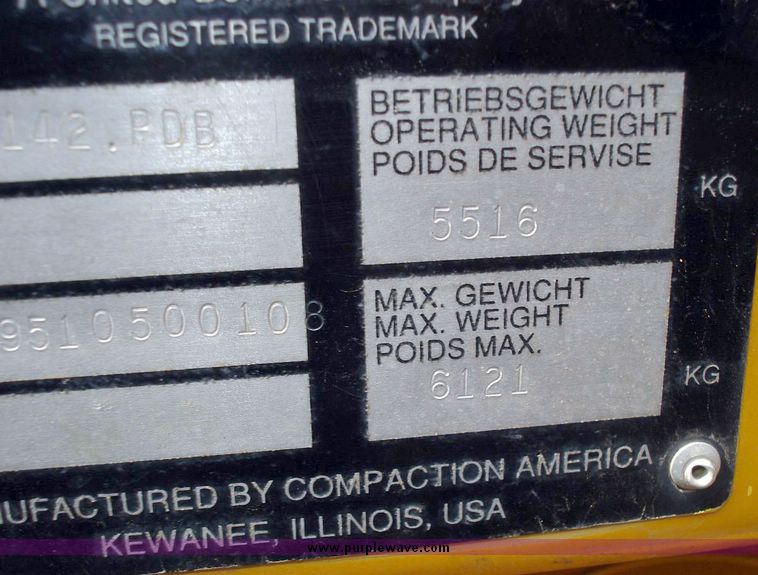 REGISTERED TRADEMARK
142.PDB
BETRIEBSGEWICHT
OPERATING WEIGHT
POIDS DE SERVISE
5516
KG
9510500108
MAX. GEWICHT
MAX. WEIGHT
POIDS MAX.
6121
KG
BY COMPACTION AMERICA
KEWANEE, ILLINOIS, USA
www.purplewave.com